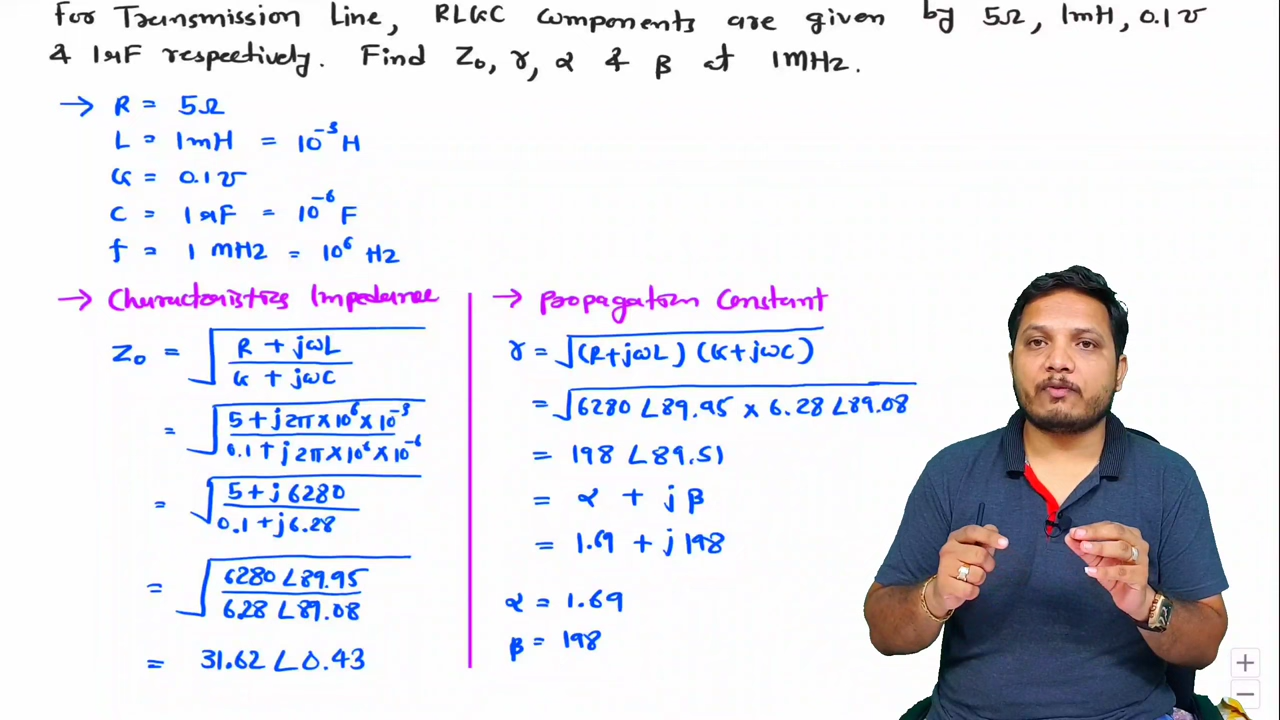 For Transmission Line, RLGC components are given by 5Ω, 1mH, 0.1℧
& 1μF respectively. Find Z₀, γ, α & β at 1MHz.
→ R = 5Ω
L = 1mH = 10⁻³ H
G = 0.1℧
C = 1μF = 10⁻⁶ F
f = 1 MHz = 10⁶ Hz
→ Characteristics Impedance
Z₀ = √((R + jωL)/(G + jωC))
= √((5 + j2π×10⁶×10⁻³)/(0.1 + j2π×10⁶×10⁻⁶))
= √((5 + j6280)/(0.1 + j6.28))
= √((6280 ∠89.95)/(6.28 ∠89.08))
= 31.62 ∠0.43
→ Propagation Constant
γ = √((R+jωL) (G+jωC))
= √(6280 ∠89.95 × 6.28 ∠89.08)
= 198 ∠89.51
= α + jβ
= 1.69 + j198
α = 1.69
β = 198